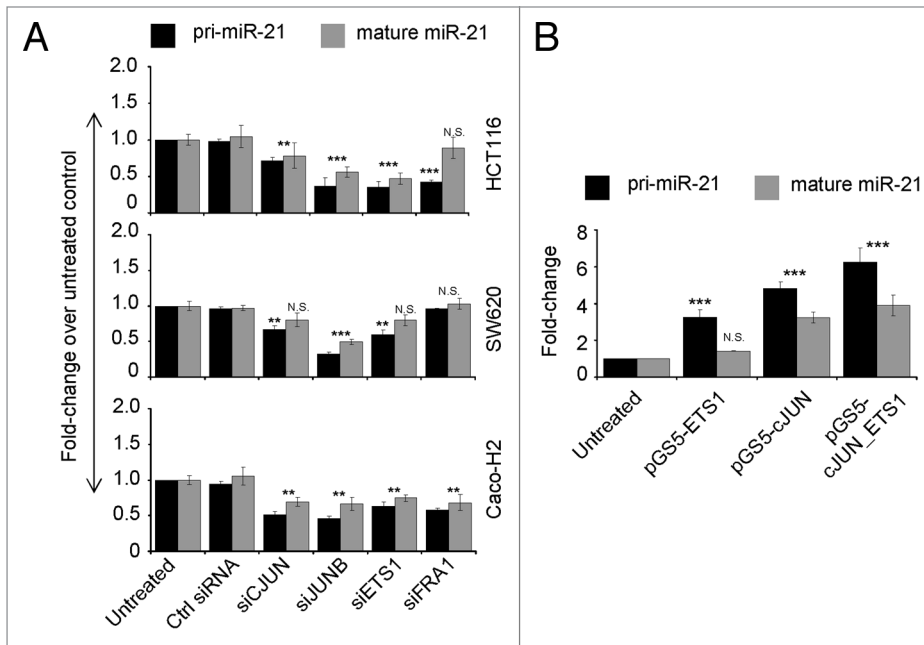 A
pri-miR-21 mature miR-21
Fold-change over untreated control
2.0
1.5
1.0
0.5
0
** *** *** *** N.S.
HCT116
2.0
1.5
1.0
0.5
0
** N.S. *** ** N.S. N.S.
SW620
2.0
1.5
1.0
0.5
0
** ** ** **
Caco-H2
Untreated
Ctrl siRNA
siCJUN
siJUNB
siETS1
siFRA1
B
pri-miR-21 mature miR-21
Fold-change
8
6
4
2
0
*** N.S. *** ***
Untreated
pGS5-ETS1
pGS5-cJUN
pGS5-
cJUN_ETS1